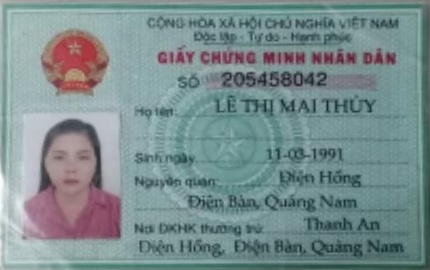 CỘNG HÒA XÃ HỘI CHỦ NGHĨA VIỆT NAM
Độc lập - Tự do - Hạnh phúc
GIẤY CHỨNG MINH NHÂN DÂN
SỐ 205458042
Họ tên: LÊ THỊ MAI THỦY
Sinh ngày 11-03-1991
Nguyên quán: Điện Hồng
Điện Bàn, Quảng Nam
Nơi ĐKHK thường trú: Thanh An
Điện Hồng, Điện Bàn, Quảng Nam